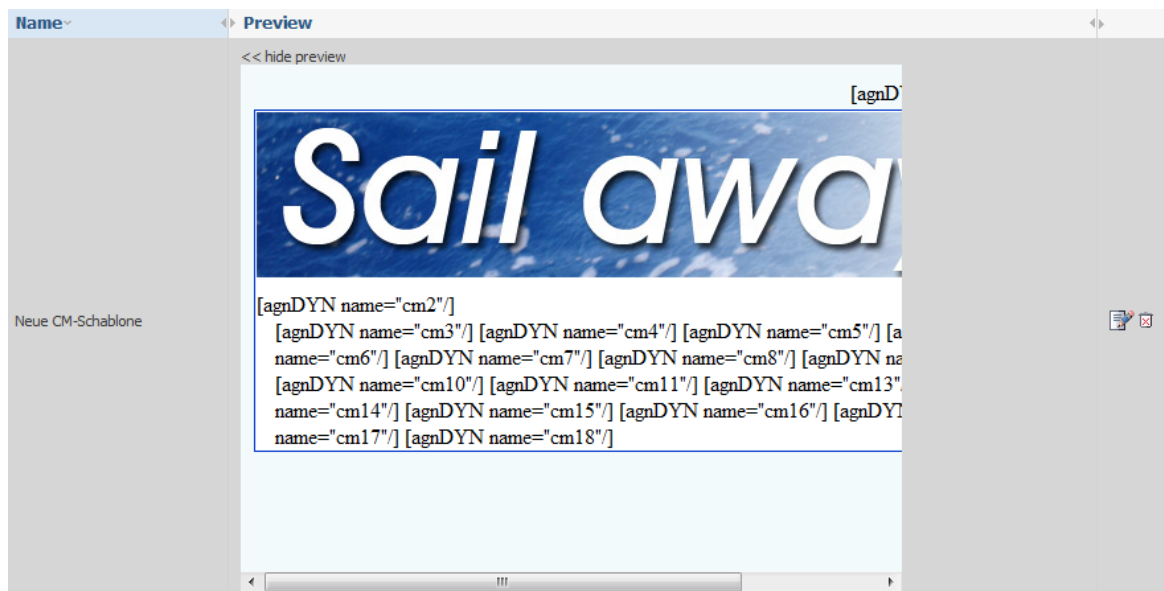 Name Preview
<< hide preview
[agnDY
Sail away
Neue CM-Schablone
[agnDYN name="cm2"/]
[agnDYN name="cm3"/] [agnDYN name="cm4"/] [agnDYN name="cm5"/] [a
name="cm6"/] [agnDYN name="cm7"/] [agnDYN name="cm8"/] [agnDYN na
[agnDYN name="cm10"/] [agnDYN name="cm11"/] [agnDYN name="cm13"/
name="cm14"/] [agnDYN name="cm15"/] [agnDYN name="cm16"/] [agnDYN
name="cm17"/] [agnDYN name="cm18"/]